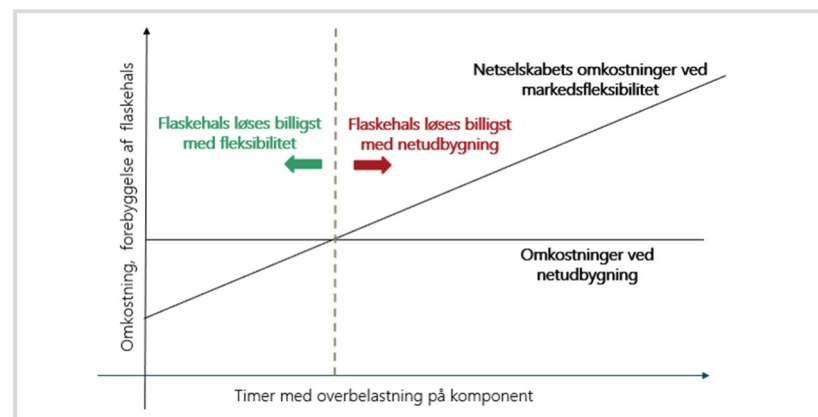 Omkostning, forebyggelse af flaskehals
Netselskabets omkostninger ved
markedsfleksibilitet
Flaskehals løses billigst
med fleksibilitet
Flaskehals løses billigst
med netudbygning
Omkostninger ved
netudbygning
Timer med overbelastning på komponent